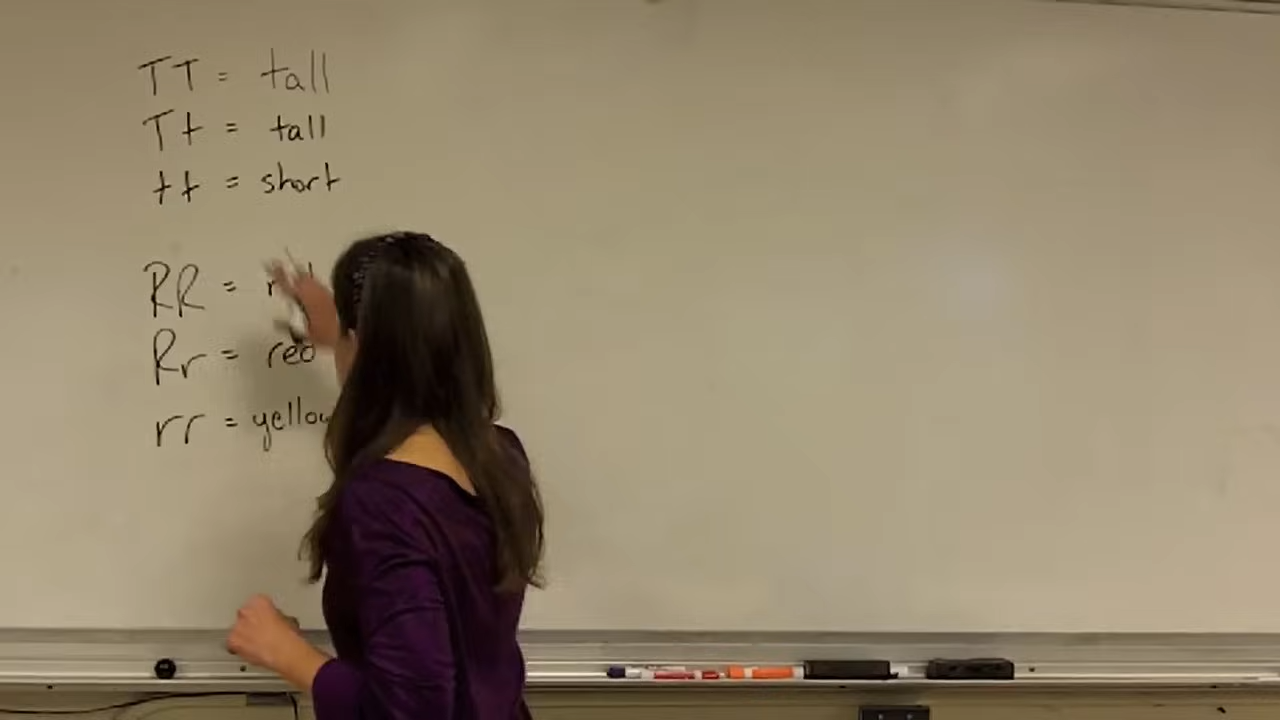 TT = tall
Tt = tall
tt = short
RR =
Rr = red
rr = yellow